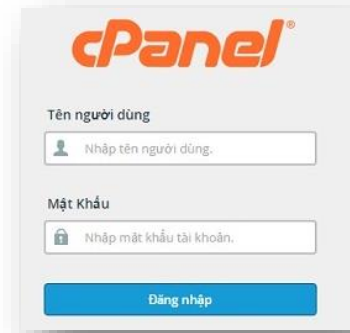 cPanel®
Tên người dùng
Nhập tên người dùng.
Mật Khẩu
Nhập mật khẩu tài khoản.
Đăng nhập